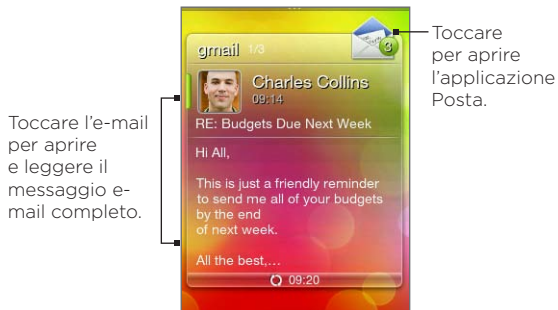 Toccare
per aprire
l'applicazione
Posta.
gmail 1/3
3
Charles Collins
09:14
RE: Budgets Due Next Week
Hi All,
This is just a friendly reminder
to send me all of your budgets
by the end
of next week.
All the best,…
09:20
Toccare l'e-mail
per aprire
e leggere il
messaggio e-
mail completo.